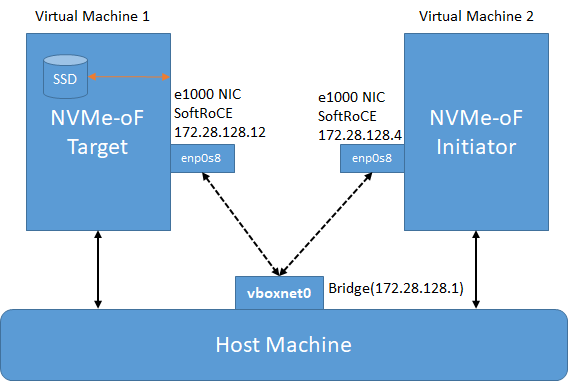 Virtual Machine 1
Virtual Machine 2
SSD
NVMe-oF
Target
e1000 NIC
SoftRoCE
172.28.128.12
enp0s8
e1000 NIC
SoftRoCE
172.28.128.4
enp0s8
NVMe-oF
Initiator
vboxnet0
Bridge(172.28.128.1)
Host Machine